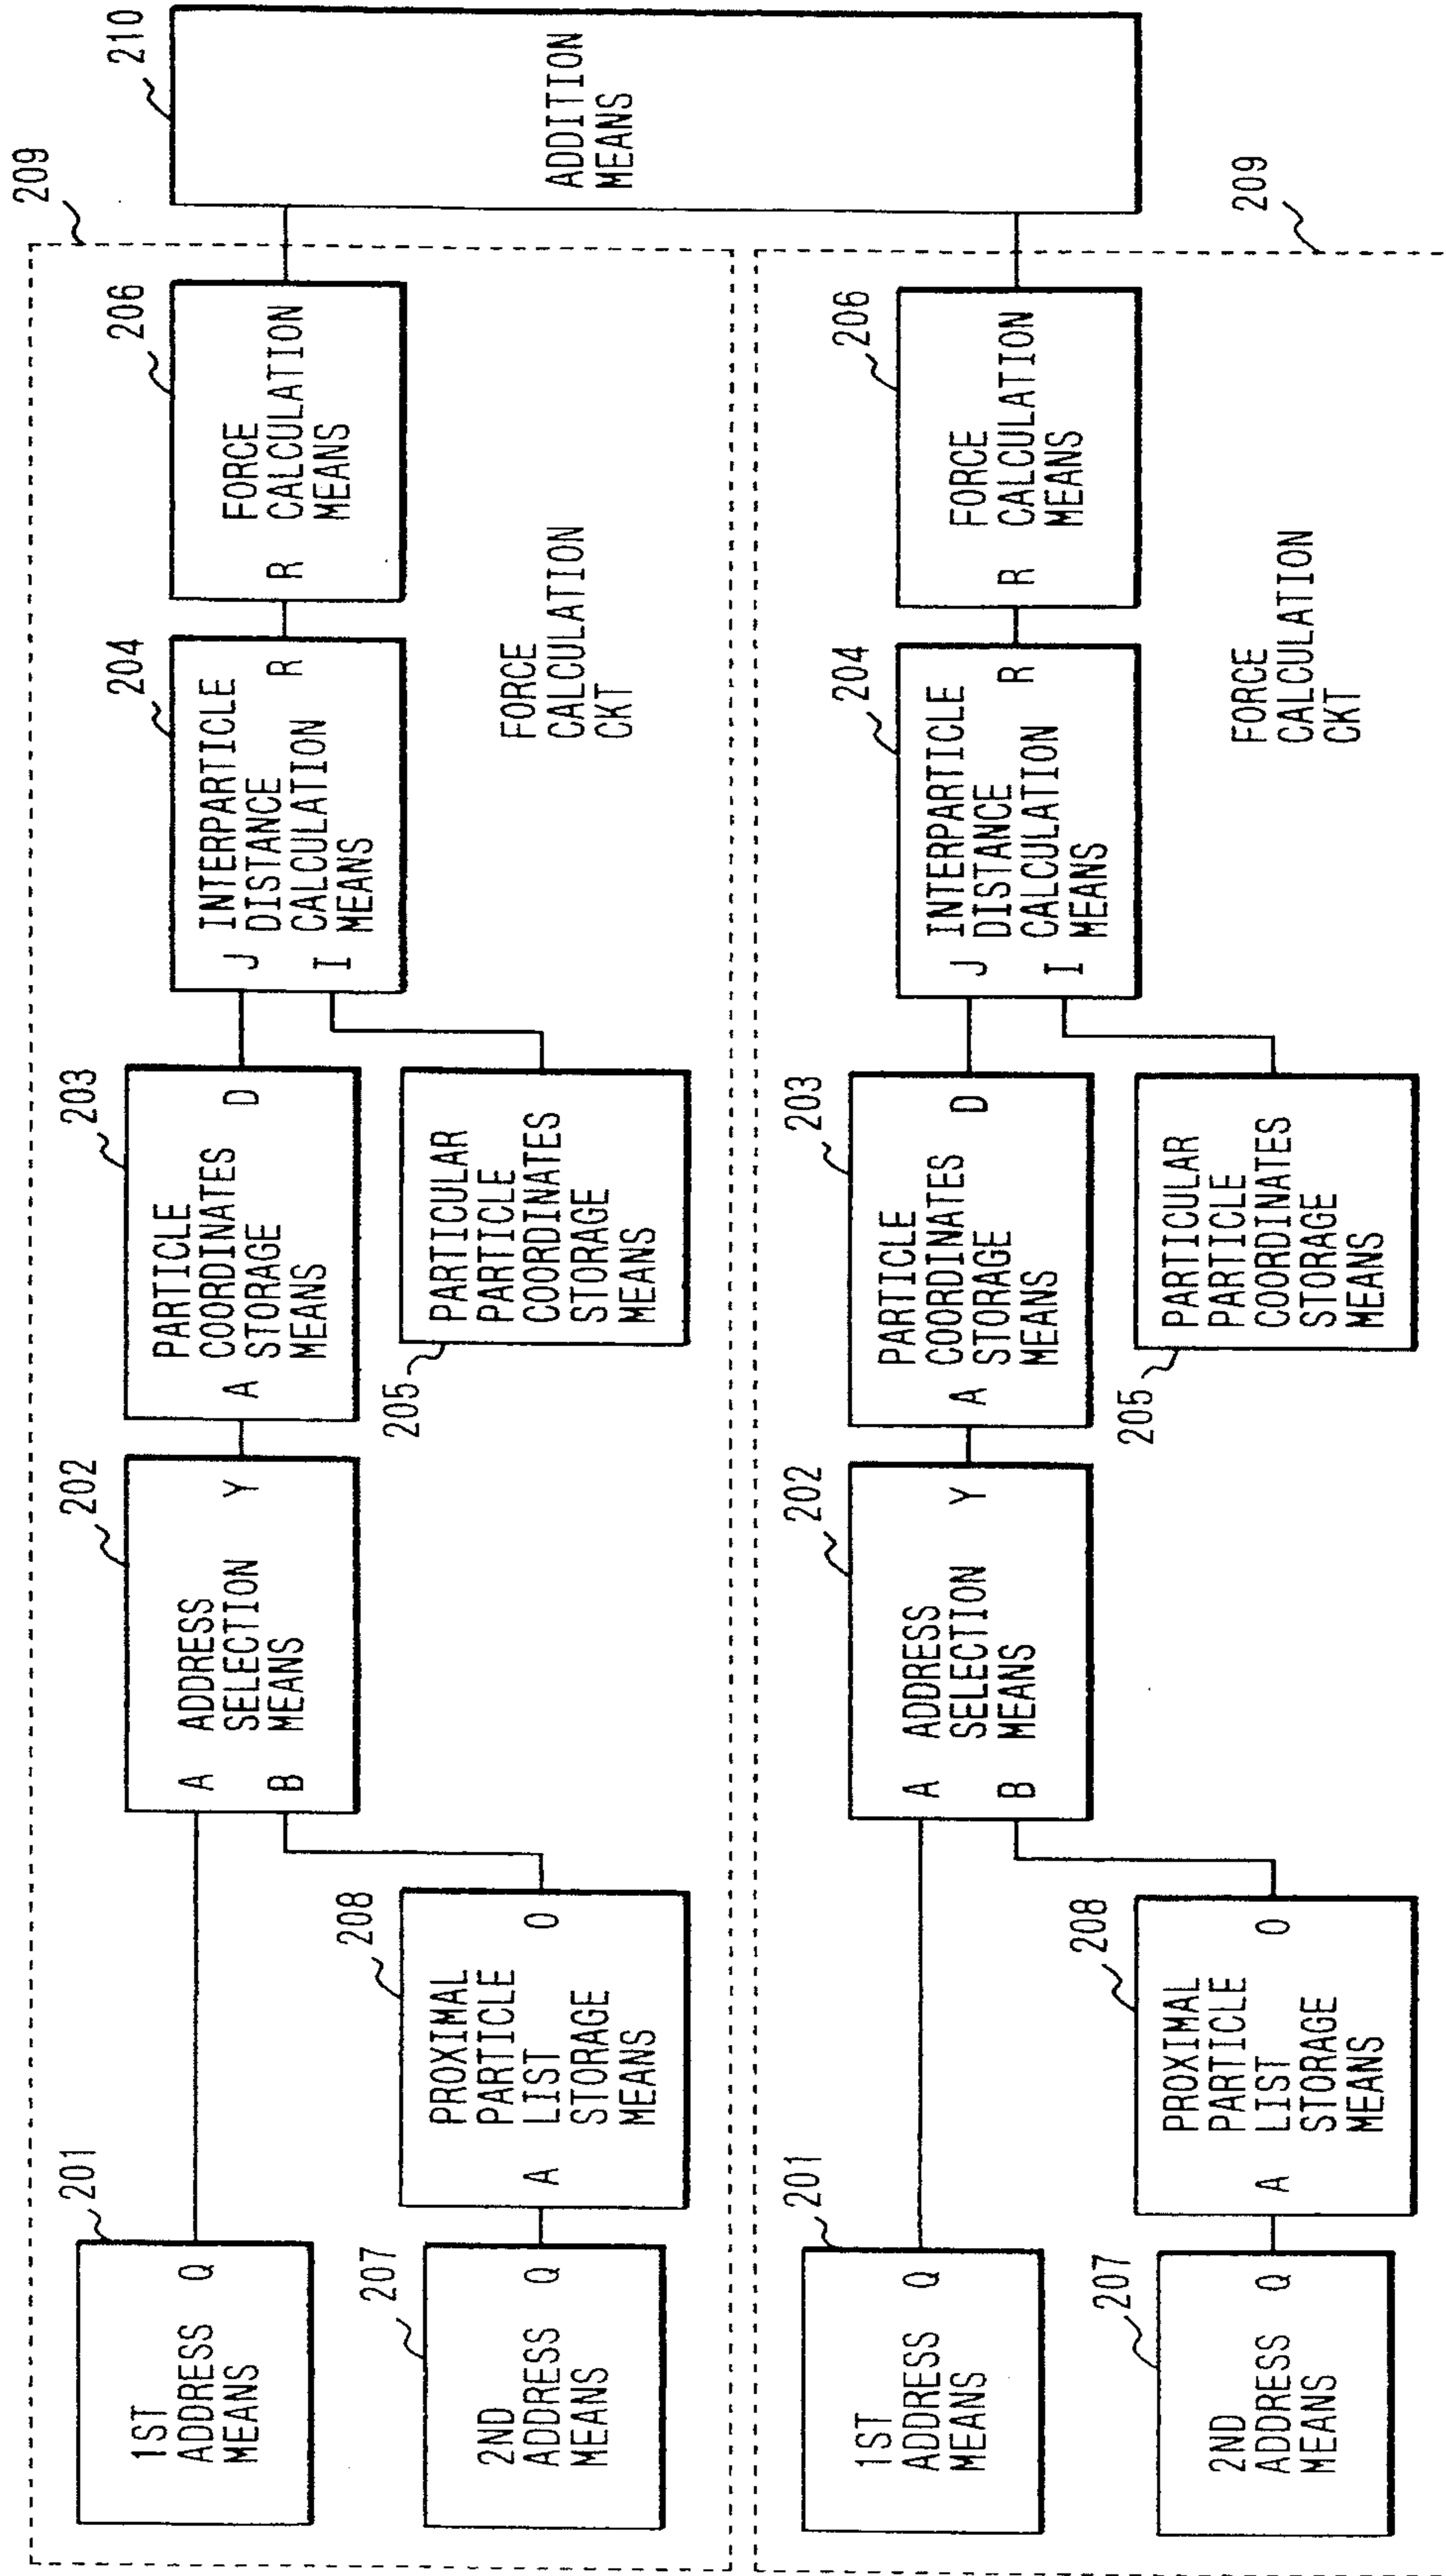 209
201
1ST
ADDRESS
MEANS
Q
207
2ND
ADDRESS
MEANS
Q
208
PROXIMAL
PARTICLE
LIST
STORAGE
MEANS
A
O
202
ADDRESS
SELECTION
MEANS
A
B
Y
203
PARTICLE
COORDINATES
STORAGE
MEANS
A
D
205
PARTICULAR
PARTICLE
COORDINATES
STORAGE
MEANS
204
INTERPARTICLE
DISTANCE
CALCULATION
MEANS
J
I
R
206
FORCE
CALCULATION
MEANS
R
FORCE
CALCULATION
CKT
210
ADDITION
MEANS
209
201
1ST
ADDRESS
MEANS
Q
207
2ND
ADDRESS
MEANS
Q
208
PROXIMAL
PARTICLE
LIST
STORAGE
MEANS
A
O
202
ADDRESS
SELECTION
MEANS
A
B
Y
203
PARTICLE
COORDINATES
STORAGE
MEANS
A
D
205
PARTICULAR
PARTICLE
COORDINATES
STORAGE
MEANS
204
INTERPARTICLE
DISTANCE
CALCULATION
MEANS
J
I
R
206
FORCE
CALCULATION
MEANS
R
FORCE
CALCULATION
CKT